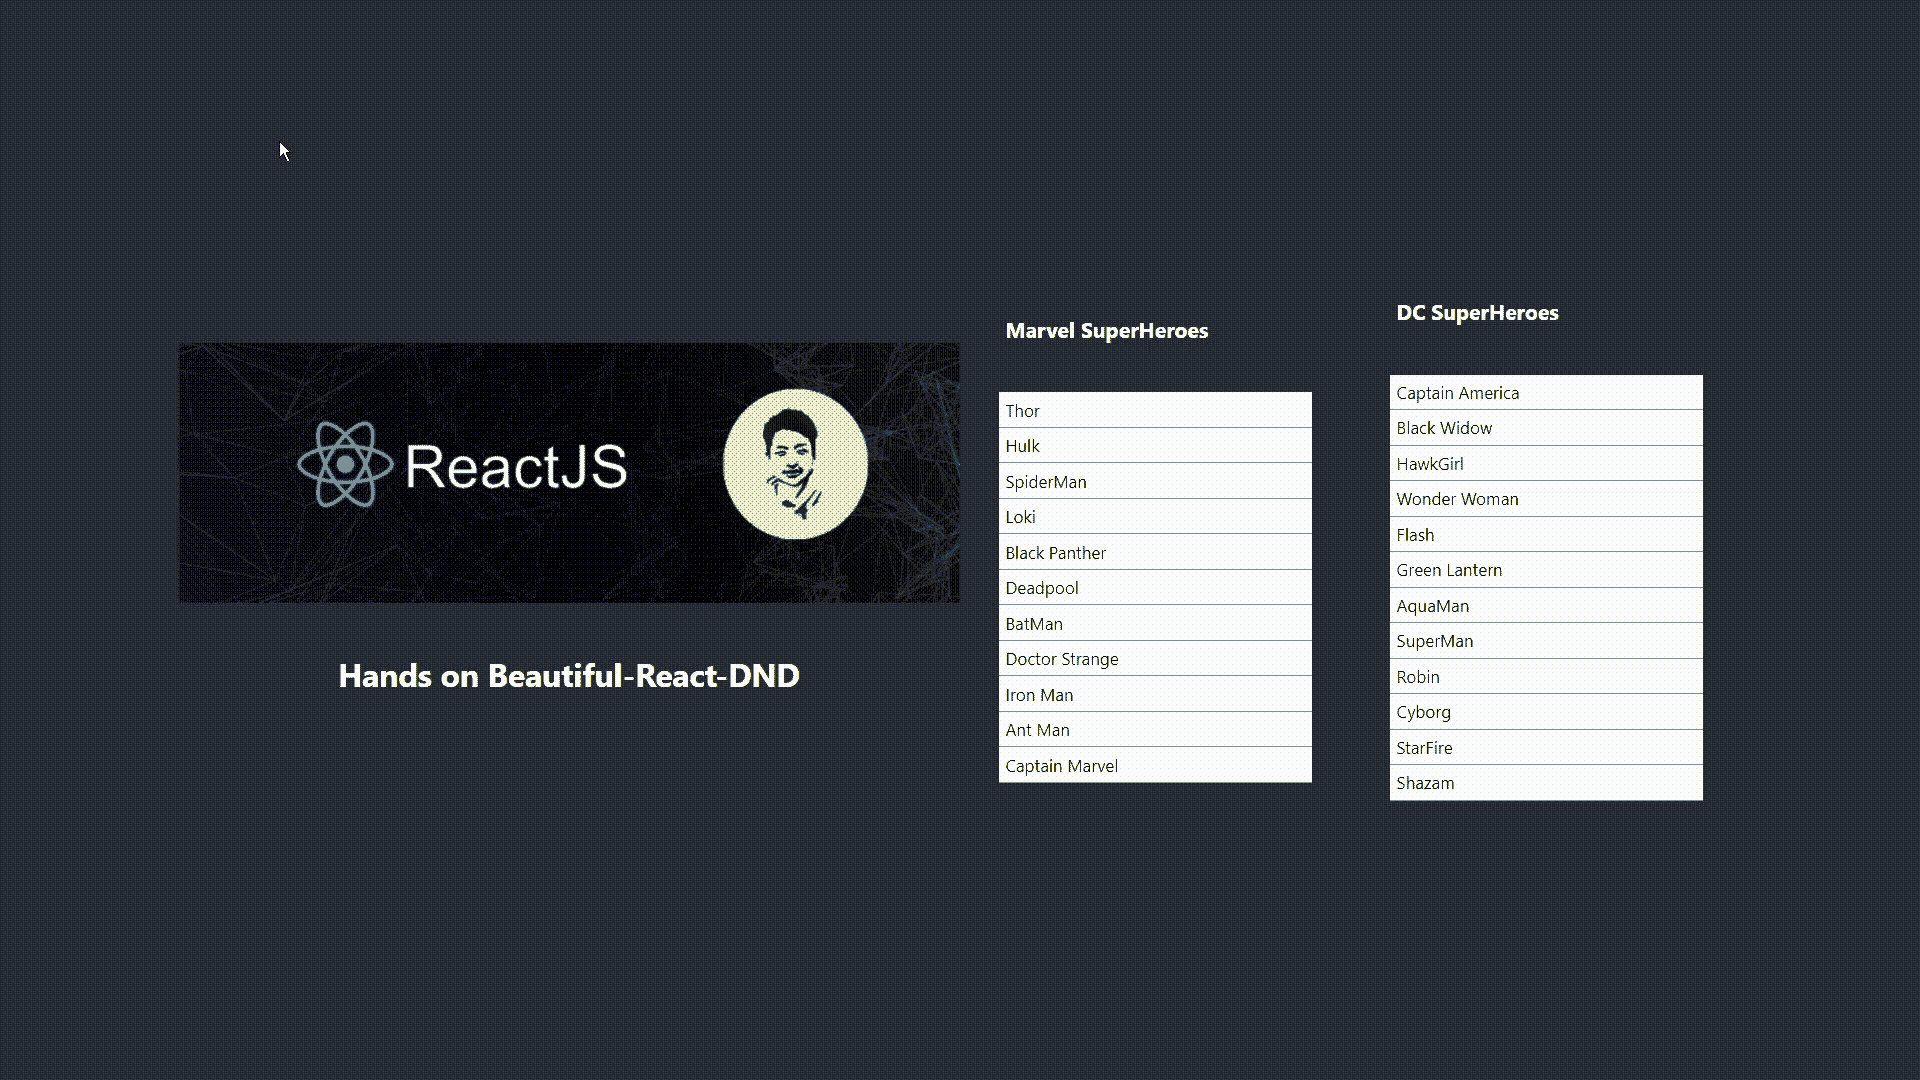 ReactJS
Hands on Beautiful-React-DND
Marvel SuperHeroes
Thor
Hulk
SpiderMan
Loki
Black Panther
Deadpool
BatMan
Doctor Strange
Iron Man
Ant Man
Captain Marvel
DC SuperHeroes
Captain America
Black Widow
HawkGirl
Wonder Woman
Flash
Green Lantern
AquaMan
SuperMan
Robin
Cyborg
StarFire
Shazam